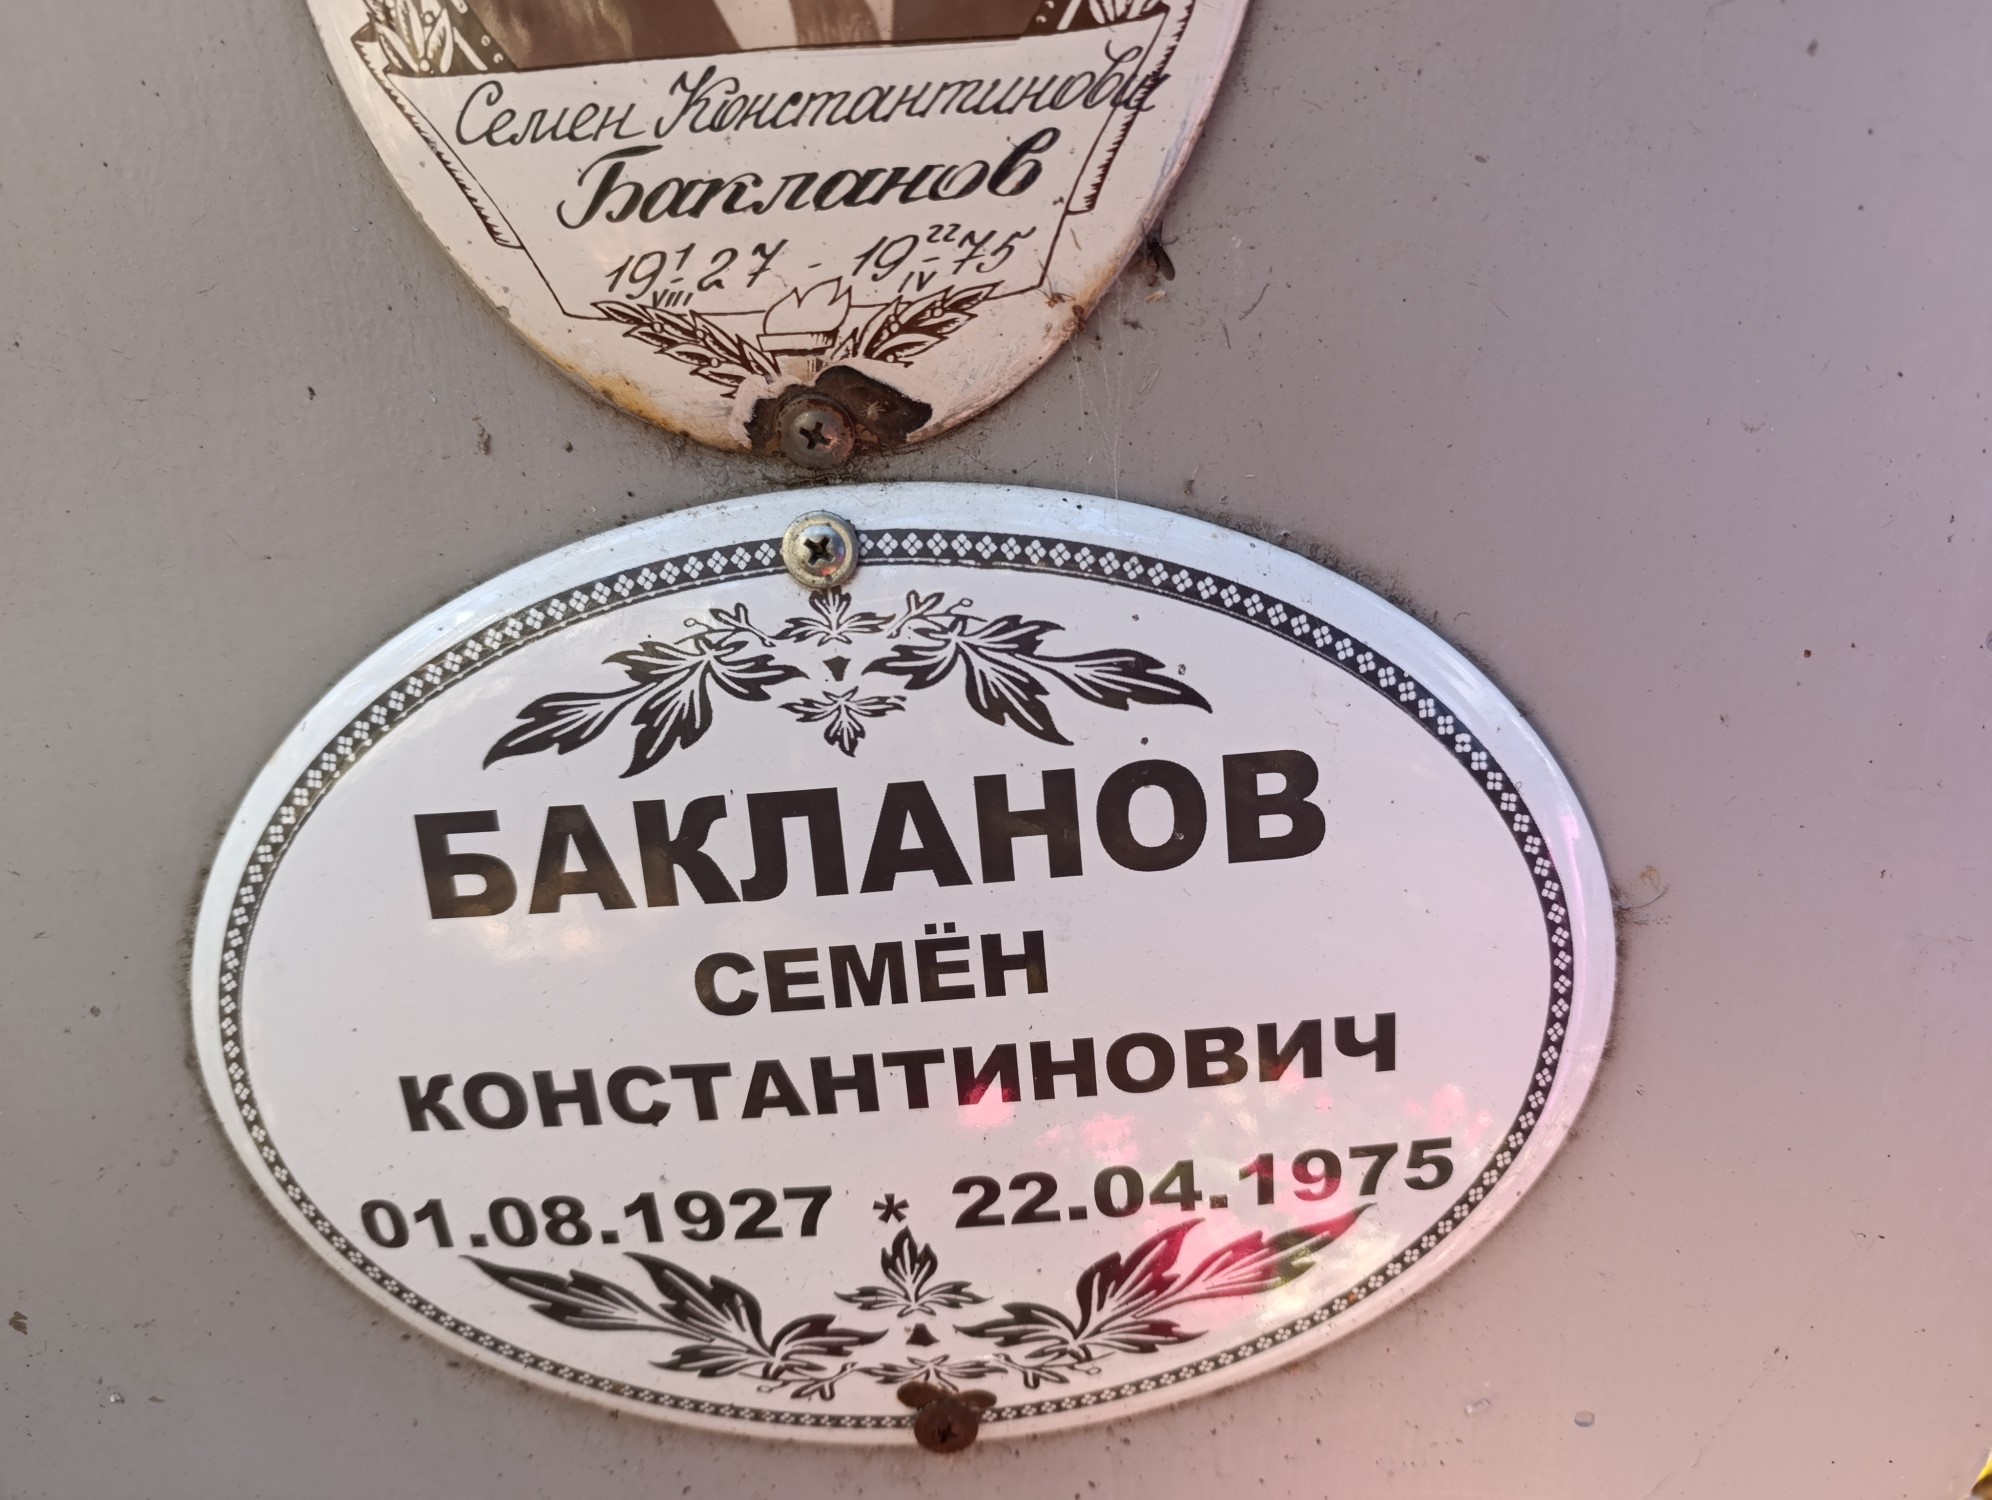 Семен Константинович
Бакланов
19 1/VIII 27 - 19 22/IV 75
БАКЛАНОВ
СЕМЁН
КОНСТАНТИНОВИЧ
01.08.1927 * 22.04.1975